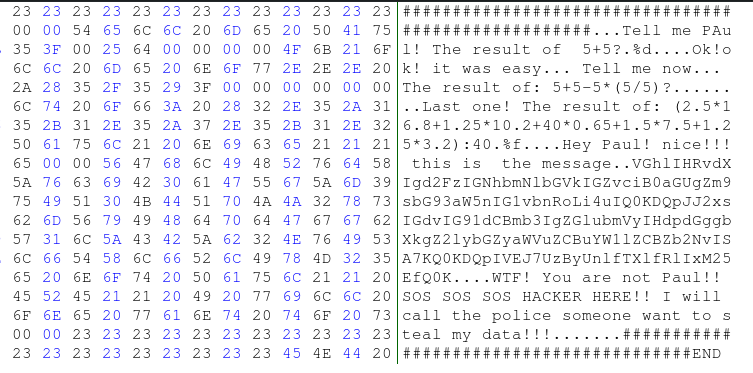 23 23 23 23 23 23 23 23 23 23 23 23 23 #################################
00 00 54 65 6C 6C 20 6D 65 20 50 41 75 ###################...Tell me PAu
35 3F 00 25 64 00 00 00 00 4F 6B 21 6F l! The result of  5+5?.%d....Ok!o
6C 6C 20 6D 65 20 6E 6F 77 2E 2E 2E 20 k! it was easy... Tell me now...
2A 28 35 2F 35 29 3F 00 00 00 00 00 00 The result of: 5+5-5*(5/5)?......
6C 74 20 6F 66 3A 20 28 32 2E 35 2A 31 ..Last one! The result of: (2.5*1
35 2B 31 2E 35 2A 37 2E 35 2B 31 2E 32 6.8+1.25*10.2+40*0.65+1.5*7.5+1.2
50 61 75 6C 21 20 6E 69 63 65 21 21 21 5*3.2):40.%f....Hey Paul! nice!!!
65 00 00 56 47 68 6C 49 48 52 76 64 58  this is  the message..VGhlIHRvdX
5A 76 63 69 42 30 61 47 55 67 5A 6D 39 Igd2FzIGNhbmNlbGVkIGZvciB0aGUgZm9
75 49 51 30 4B 44 51 70 4A 4A 32 78 73 sbG93aW5nIGlvbnRoLi4uIQ0KDQpJJ2xs
62 6D 56 79 49 48 64 70 64 47 67 67 62 IGdvIG91dCBmb3IgZGlubmVyIHdpdGggb
57 31 6C 5A 43 42 5A 62 32 4E 76 49 53 XkgZ2lybGZyaWVuZCBuYW1lZCBZb2NvIS
6C 66 54 58 6C 66 52 6C 49 78 4D 32 35 A7KQ0KDQpIVEJ7UzByUnlfTXlfRlIxM25
65 20 6E 6F 74 20 50 61 75 6C 21 21 20 EfQ0K....WTF! You are not Paul!!
45 52 45 21 21 20 49 20 77 69 6C 6C 20 SOS SOS SOS HACKER HERE!! I will
6F 6E 65 20 77 61 6E 74 20 74 6F 20 73 call the police someone want to s
00 00 23 23 23 23 23 23 23 23 23 23 23 teal my data!!!.......###########
23 23 23 23 23 23 23 23 23 45 4E 44 20 #############################END